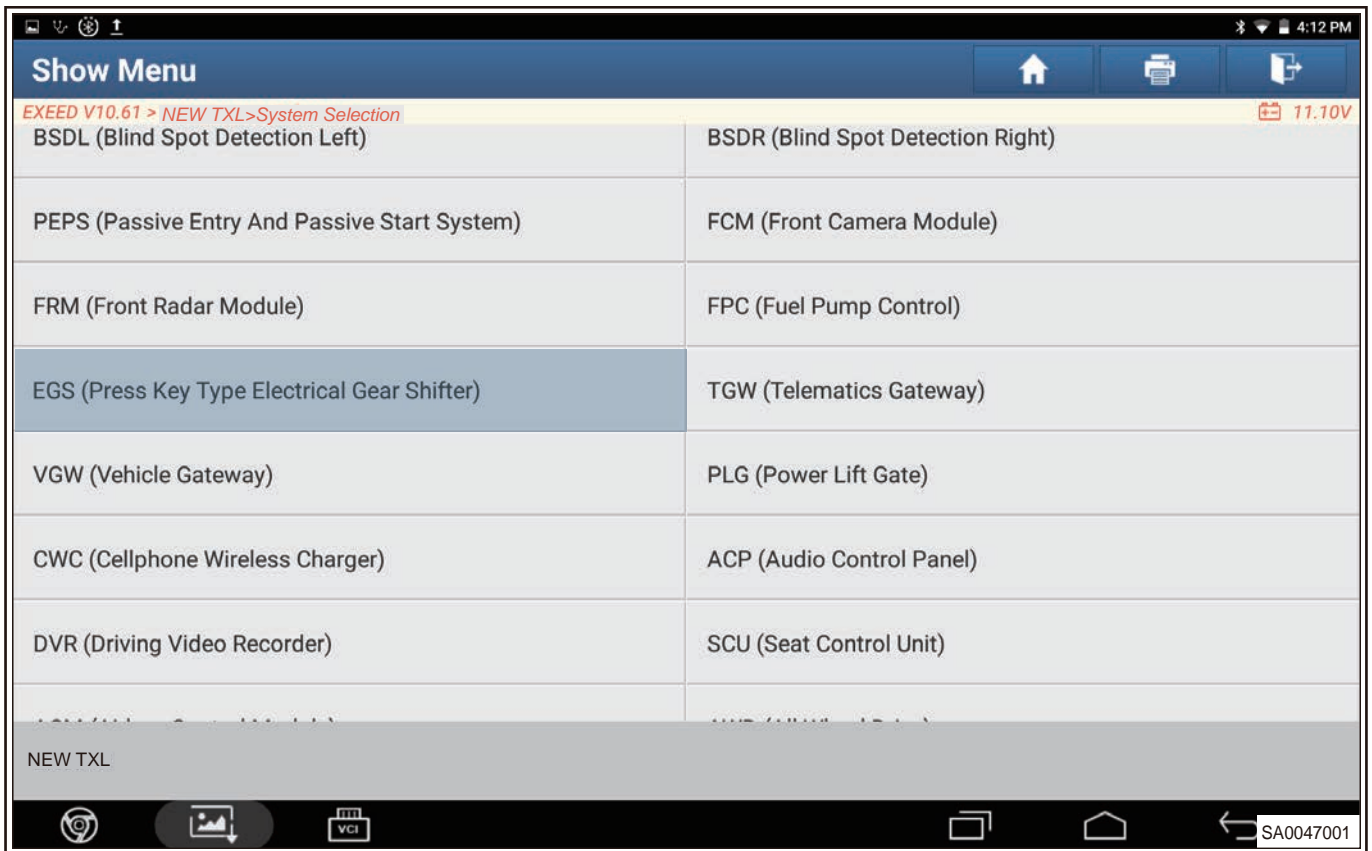 4:12 PM
Show Menu
EXEED V10.61 > NEW TXL>System Selection
11.10V
BSDL (Blind Spot Detection Left)
BSDR (Blind Spot Detection Right)
PEPS (Passive Entry And Passive Start System)
FCM (Front Camera Module)
FRM (Front Radar Module)
FPC (Fuel Pump Control)
EGS (Press Key Type Electrical Gear Shifter)
TGW (Telematics Gateway)
VGW (Vehicle Gateway)
PLG (Power Lift Gate)
CWC (Cellphone Wireless Charger)
ACP (Audio Control Panel)
DVR (Driving Video Recorder)
SCU (Seat Control Unit)
NEW TXL
VCI
SA0047001